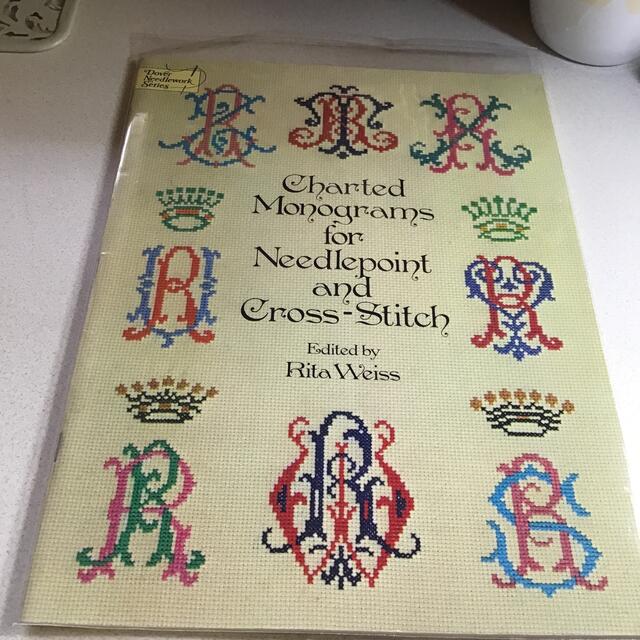 Dover
Needlework
Series
Charted
Monograms
for
Needlepoint
and
Cross-Stitch
Edited by
Rita Weiss